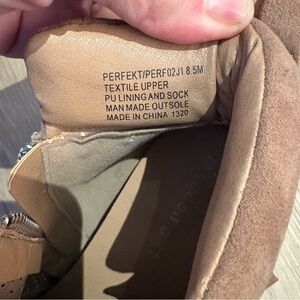 PERFEKT/PERF02J1 8.5M
TEXTILE UPPER
PU LINING AND SOCK
MAN MADE OUTSOLE
MADE IN CHINA 1320